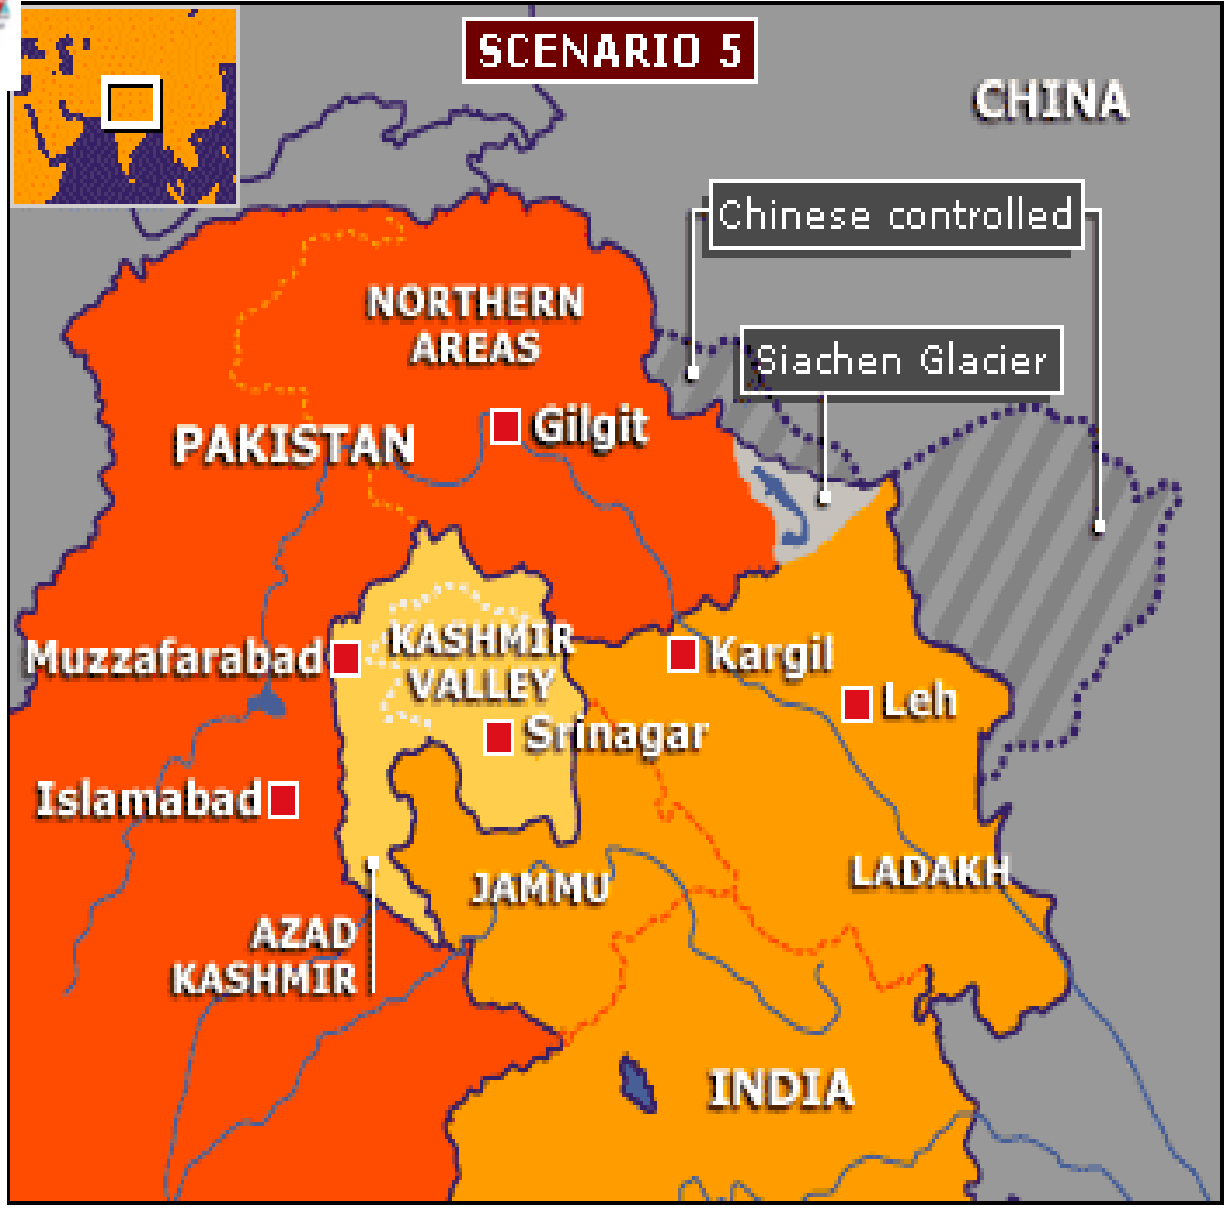 SCENARIO 5
CHINA
Chinese controlled
NORTHERN
AREAS
Siachen Glacier
Gilgit
PAKISTAN
KASHMIR
VALLEY
Muzzafarabad
Kargil
Leh
Srinagar
Islamabad
LADAKH
JAMMU
AZAD
KASHMIR
INDIA